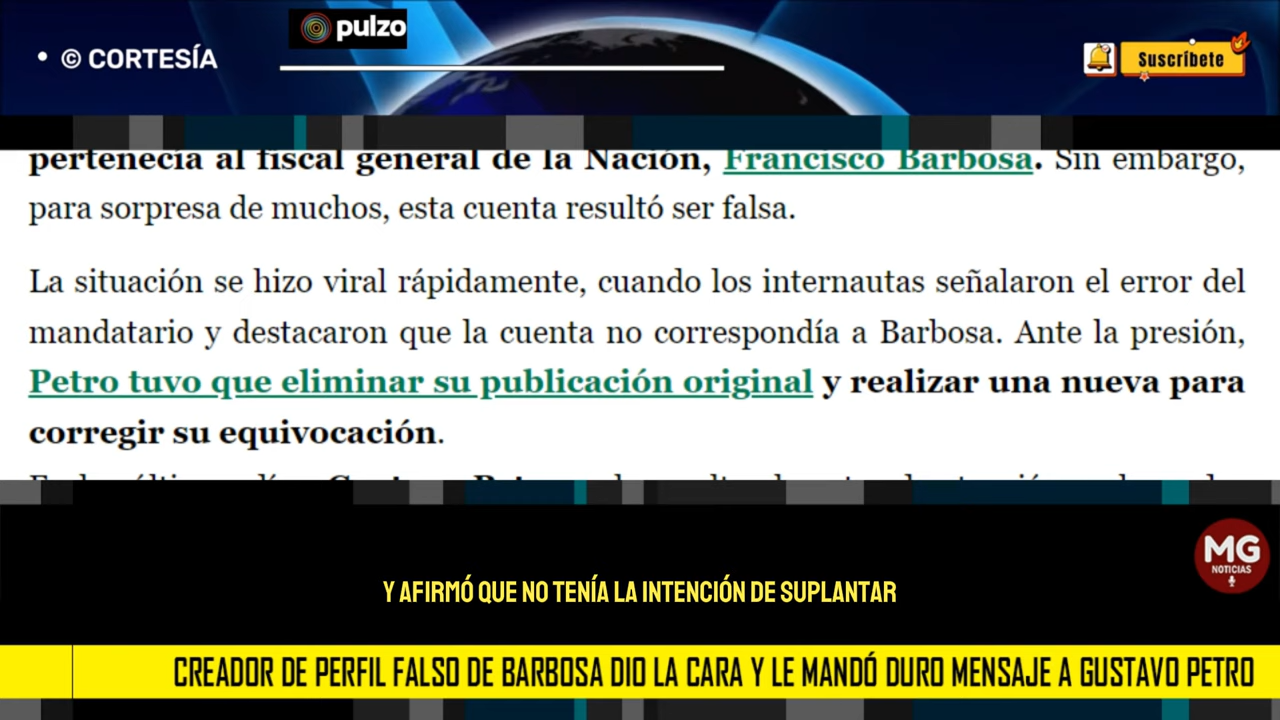 pulzo
• © CORTESÍA
Suscríbete
pertenecía al fiscal general de la Nación, Francisco Barbosa. Sin embargo,
para sorpresa de muchos, esta cuenta resultó ser falsa.
La situación se hizo viral rápidamente, cuando los internautas señalaron el error del
mandatario y destacaron que la cuenta no correspondía a Barbosa. Ante la presión,
Petro tuvo que eliminar su publicación original y realizar una nueva para
corregir su equivocación.
MG
NOTICIAS
Y AFIRMÓ QUE NO TENÍA LA INTENCIÓN DE SUPLANTAR
CREADOR DE PERFIL FALSO DE BARBOSA DIO LA CARA Y LE MANDÓ DURO MENSAJE A GUSTAVO PETRO